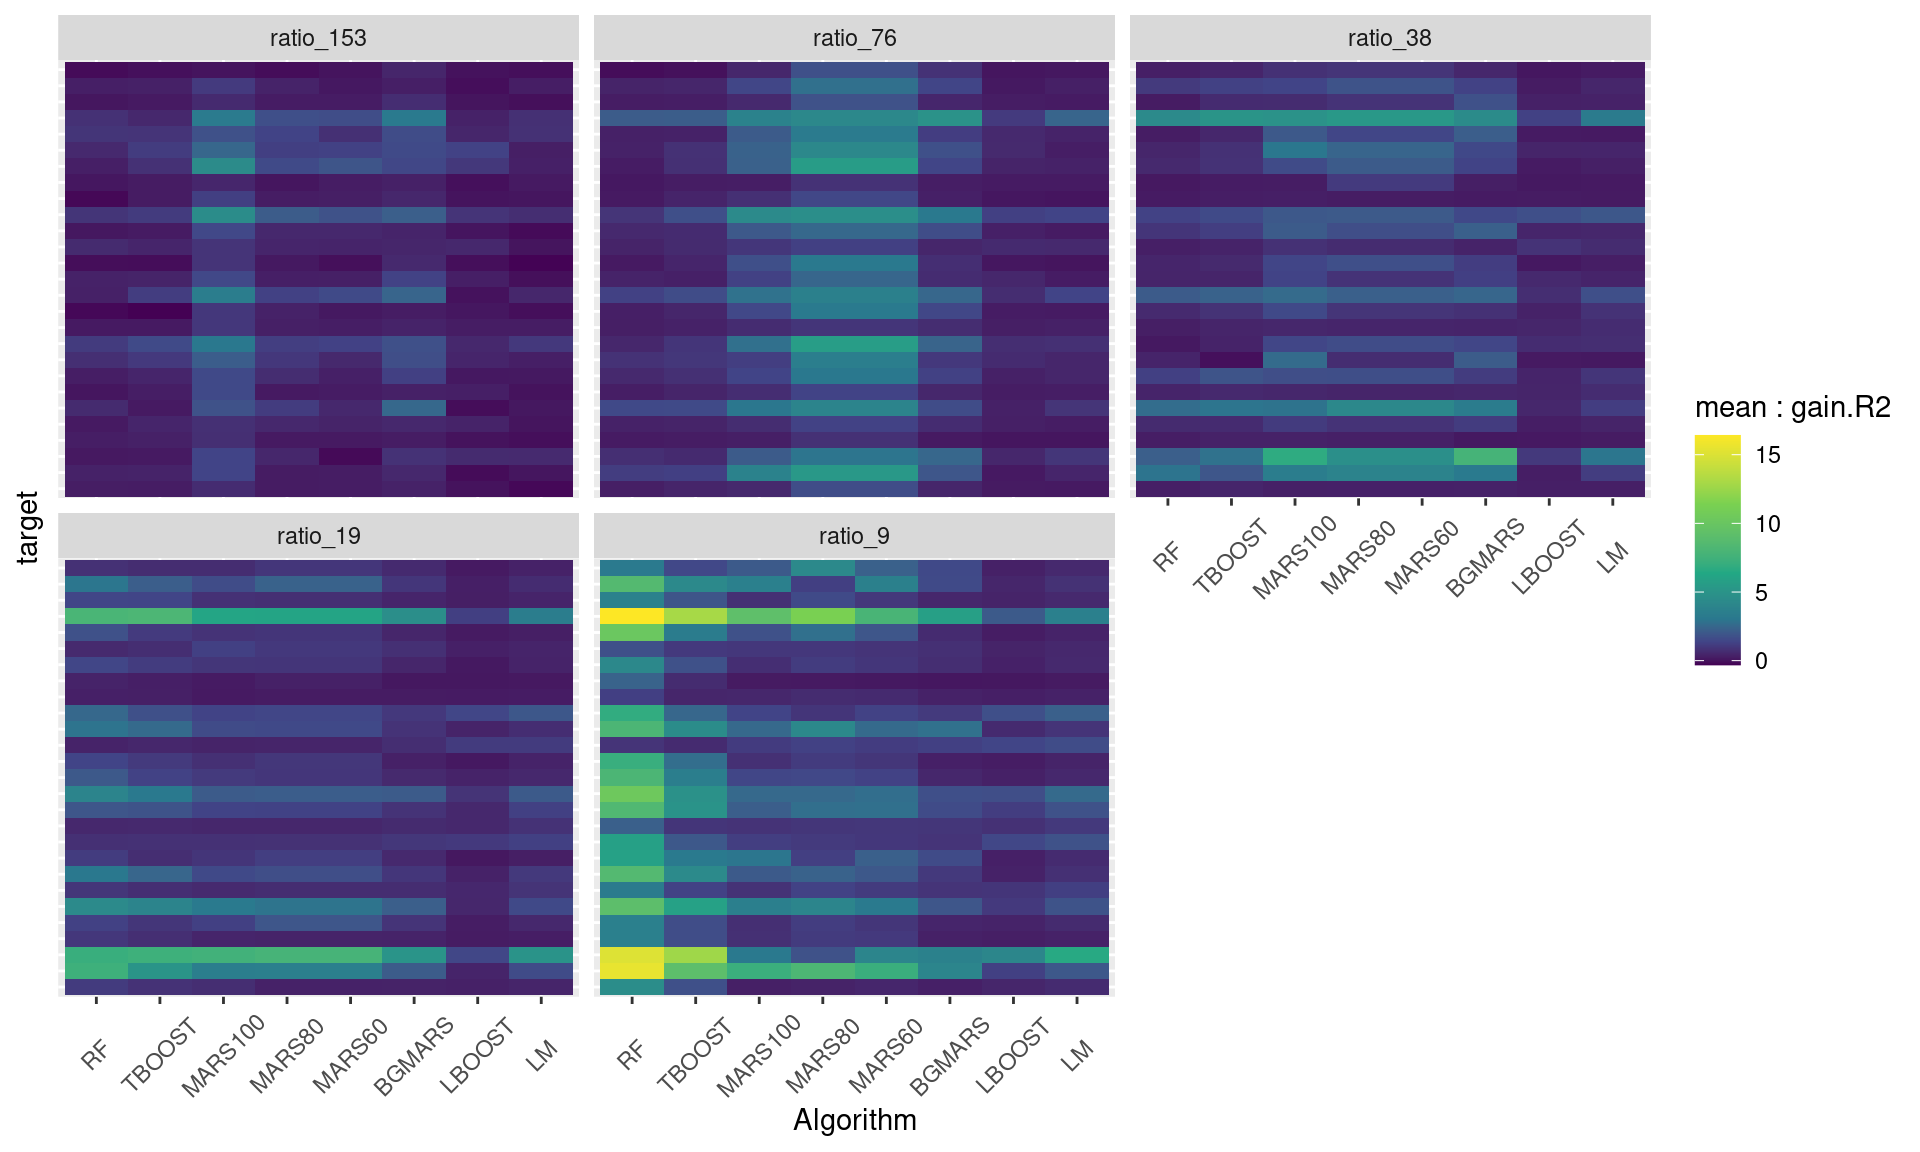 ratio_153
ratio_76
ratio_38
RF
TBOOST
MARS100
MARS80
MARS60
BGMARS
LBOOST
LM
mean : gain.R2
15
10
5
0
target
ratio_19
ratio_9
RF
TBOOST
MARS100
MARS80
MARS60
BGMARS
LBOOST
LM
RF
TBOOST
MARS100
MARS80
MARS60
BGMARS
LBOOST
LM
Algorithm